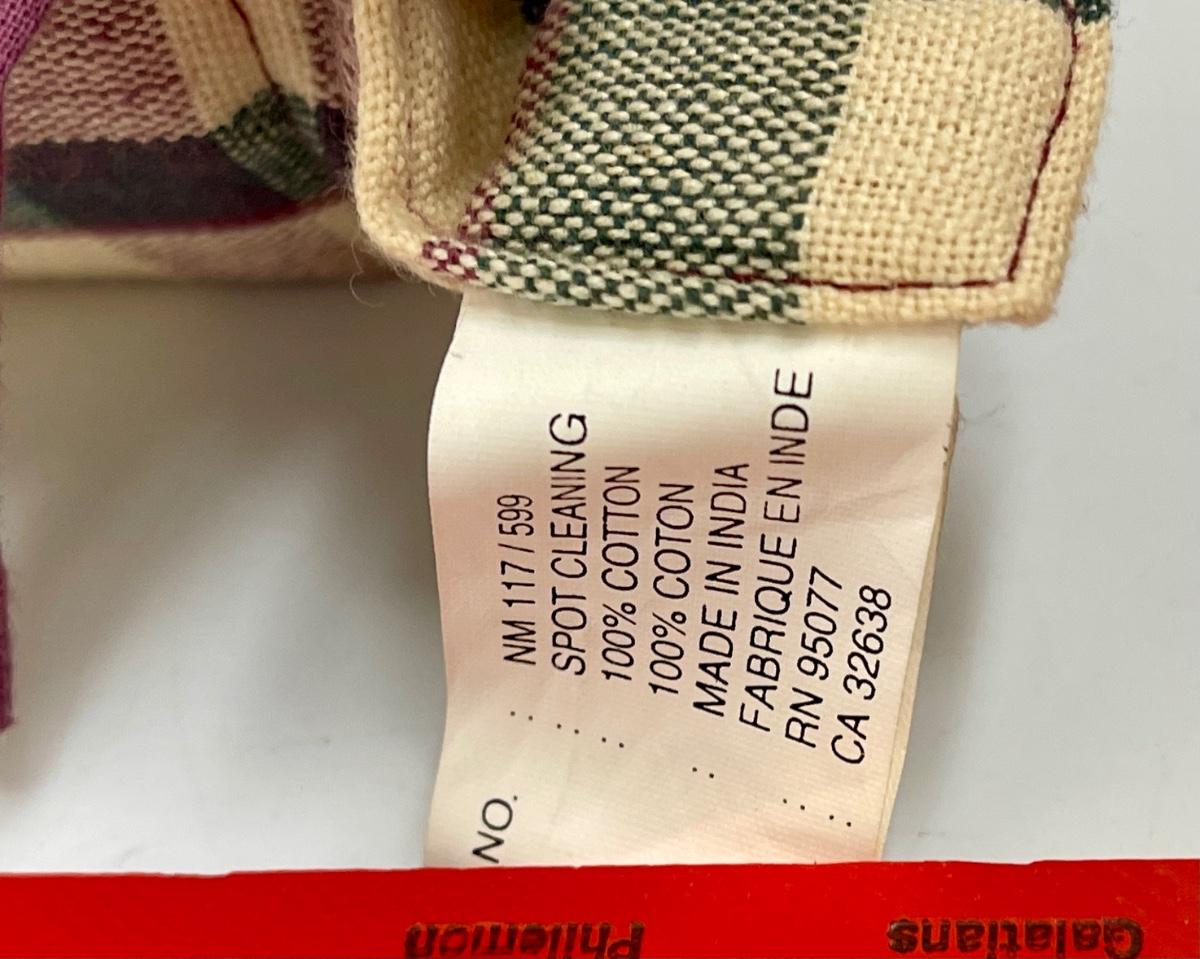 NO. : NM 117 / 599
: SPOT CLEANING
: 100% COTTON
100% COTON
: MADE IN INDIA
FABRIQUE EN INDE
: RN 95077
: CA 32638
Galatians
Philemon